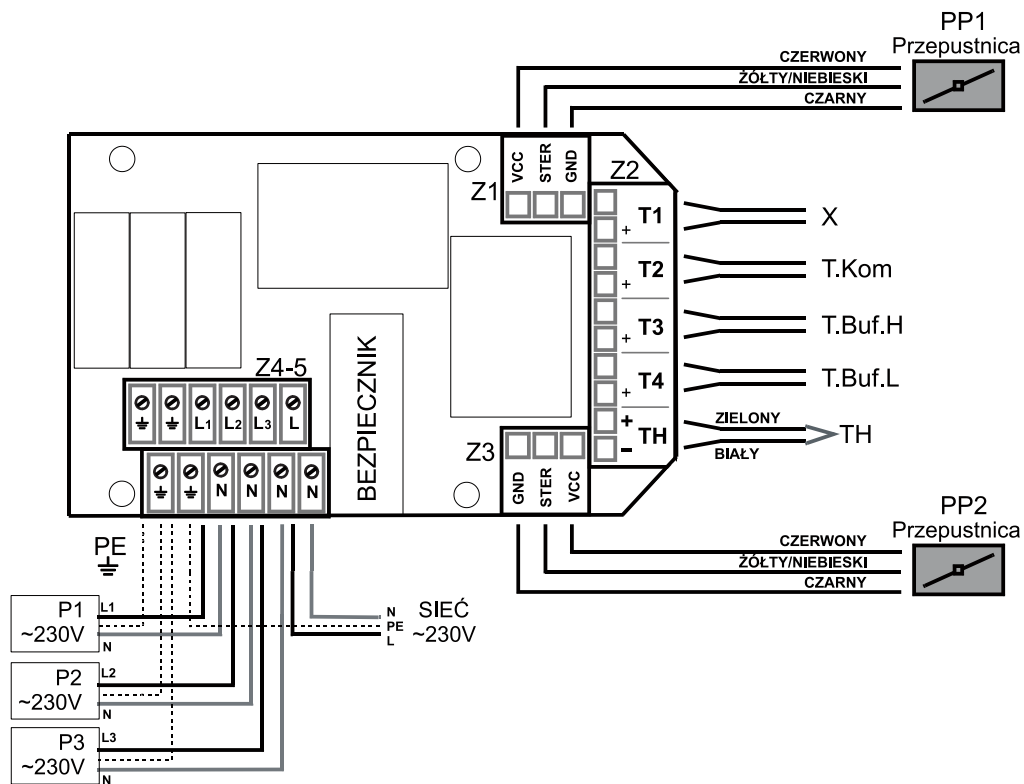 PP1
Przepustnica
CZERWONY
ŻÓŁTY/NIEBIESKI
CZARNY
VCC
STER
GND
Z1
Z2
T1
+
X
T2
+
T.Kom
T3
+
T.Buf.H
T4
+
T.Buf.L
+
TH
-
ZIELONY
BIAŁY
TH
Z4-5
L1 L2 L3 L
N N N N
BEZPIECZNIK
Z3
GND
STER
VCC
PP2
Przepustnica
CZERWONY
ŻÓŁTY/NIEBIESKI
CZARNY
PE
P1
~230V
L1
N
P2
~230V
L2
N
P3
~230V
L3
N
N
PE
L
SIEĆ
~230V